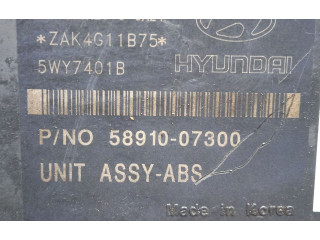 *ZAK4G11B75*
5WY7401B HYUNDAI
P/NO 58910-07300
UNIT ASSY-ABS
Made in Korea